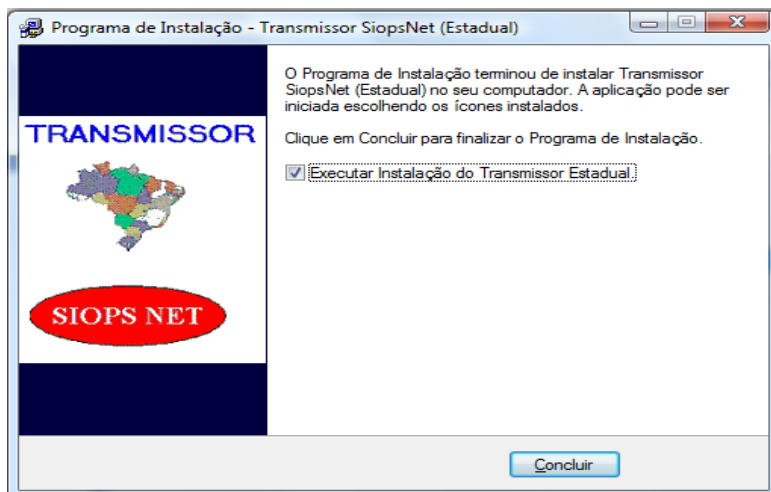 Programa de Instalação - Transmissor SiopsNet (Estadual)
O Programa de Instalação terminou de instalar Transmissor
SiopsNet (Estadual) no seu computador. A aplicação pode ser
iniciada escolhendo os ícones instalados.
TRANSMISSOR
Clique em Concluir para finalizar o Programa de Instalação.
Executar Instalação do Transmissor Estadual.
SIOPS NET
Concluir